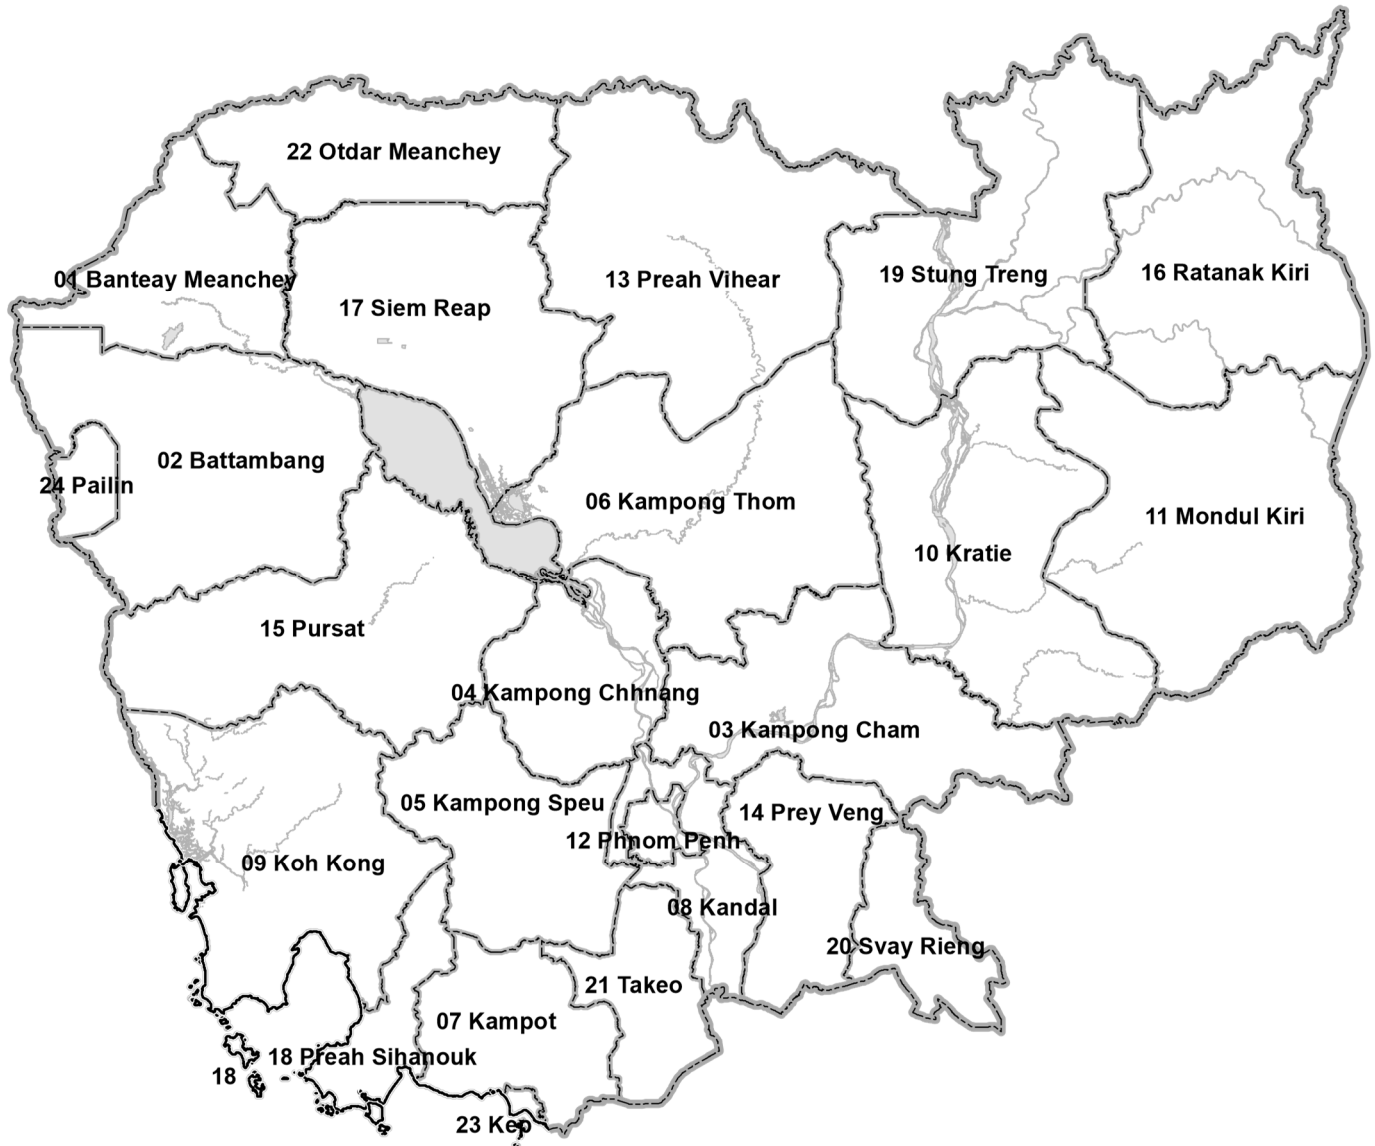 22 Otdar Meanchey
01 Banteay Meanchey
17 Siem Reap
13 Preah Vihear
19 Stung Treng
16 Ratanak Kiri
02 Battambang
24 Pailin
06 Kampong Thom
10 Kratie
11 Mondul Kiri
15 Pursat
04 Kampong Chhnang
03 Kampong Cham
05 Kampong Speu
14 Prey Veng
12 Phnom Penh
09 Koh Kong
08 Kandal
20 Svay Rieng
21 Takeo
07 Kampot
18 Preah Sihanouk
18
23 Kep